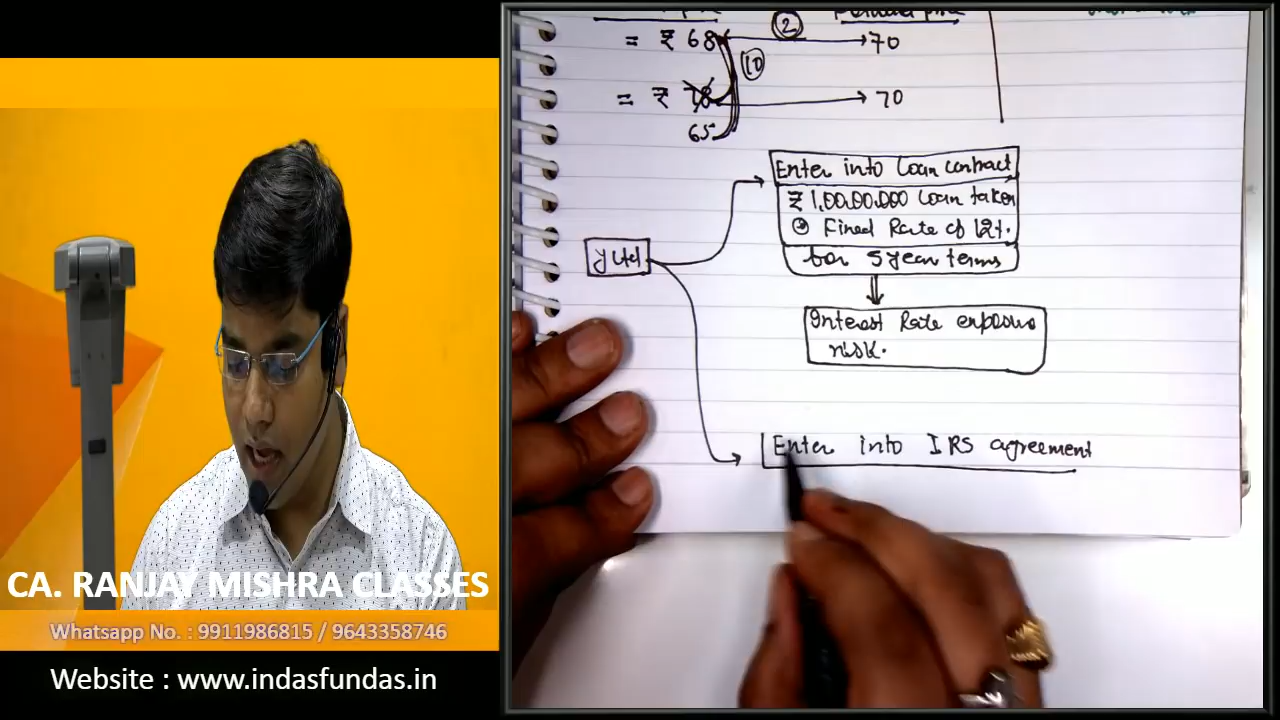 ②
= ₹ 68 70
⑩
= ₹ 78 70
65
Enter into Loan contract
₹ 1,00,00,000 Loan taken
@ Fixed Rate of 12%
for 5 year terms
Y Ltd.
Interest Rate exposure
risk.
Enter into IRS agreement
CA. RANJAY MISHRA CLASSES
Whatsapp No. : 9911986815 / 9643358746
Website : www.indasfundas.in